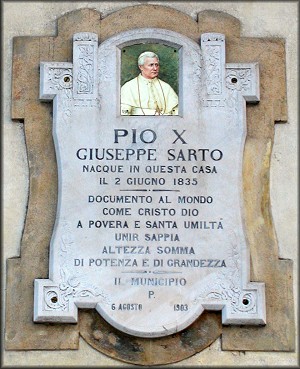 PIO X
GIUSEPPE SARTO
NACQUE IN QUESTA CASA
IL 2 GIUGNO 1835
DOCUMENTO AL MONDO
COME CRISTO DIO
A POVERA E SANTA UMILTÀ
UNIR SAPPIA
ALTEZZA SOMMA
DI POTENZA E DI GRANDEZZA
IL MUNICIPIO
P.
6 AGOSTO 1903